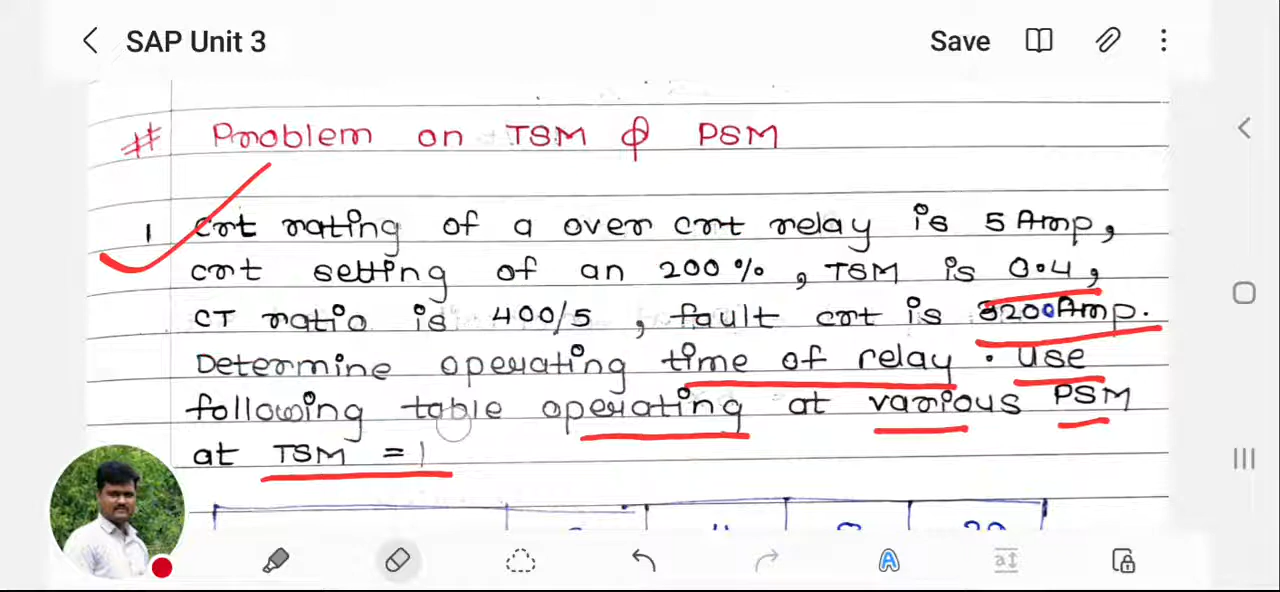 SAP Unit 3
Save
# Problem on TSM & PSM
1 Crt rating of a over crt relay is 5 Amp,
crt setting of an 200%, TSM is 0.4,
CT ratio is 400/5, fault crt is 3200Amp.
Determine operating time of relay. Use
following table operating at various PSM
at TSM = 1